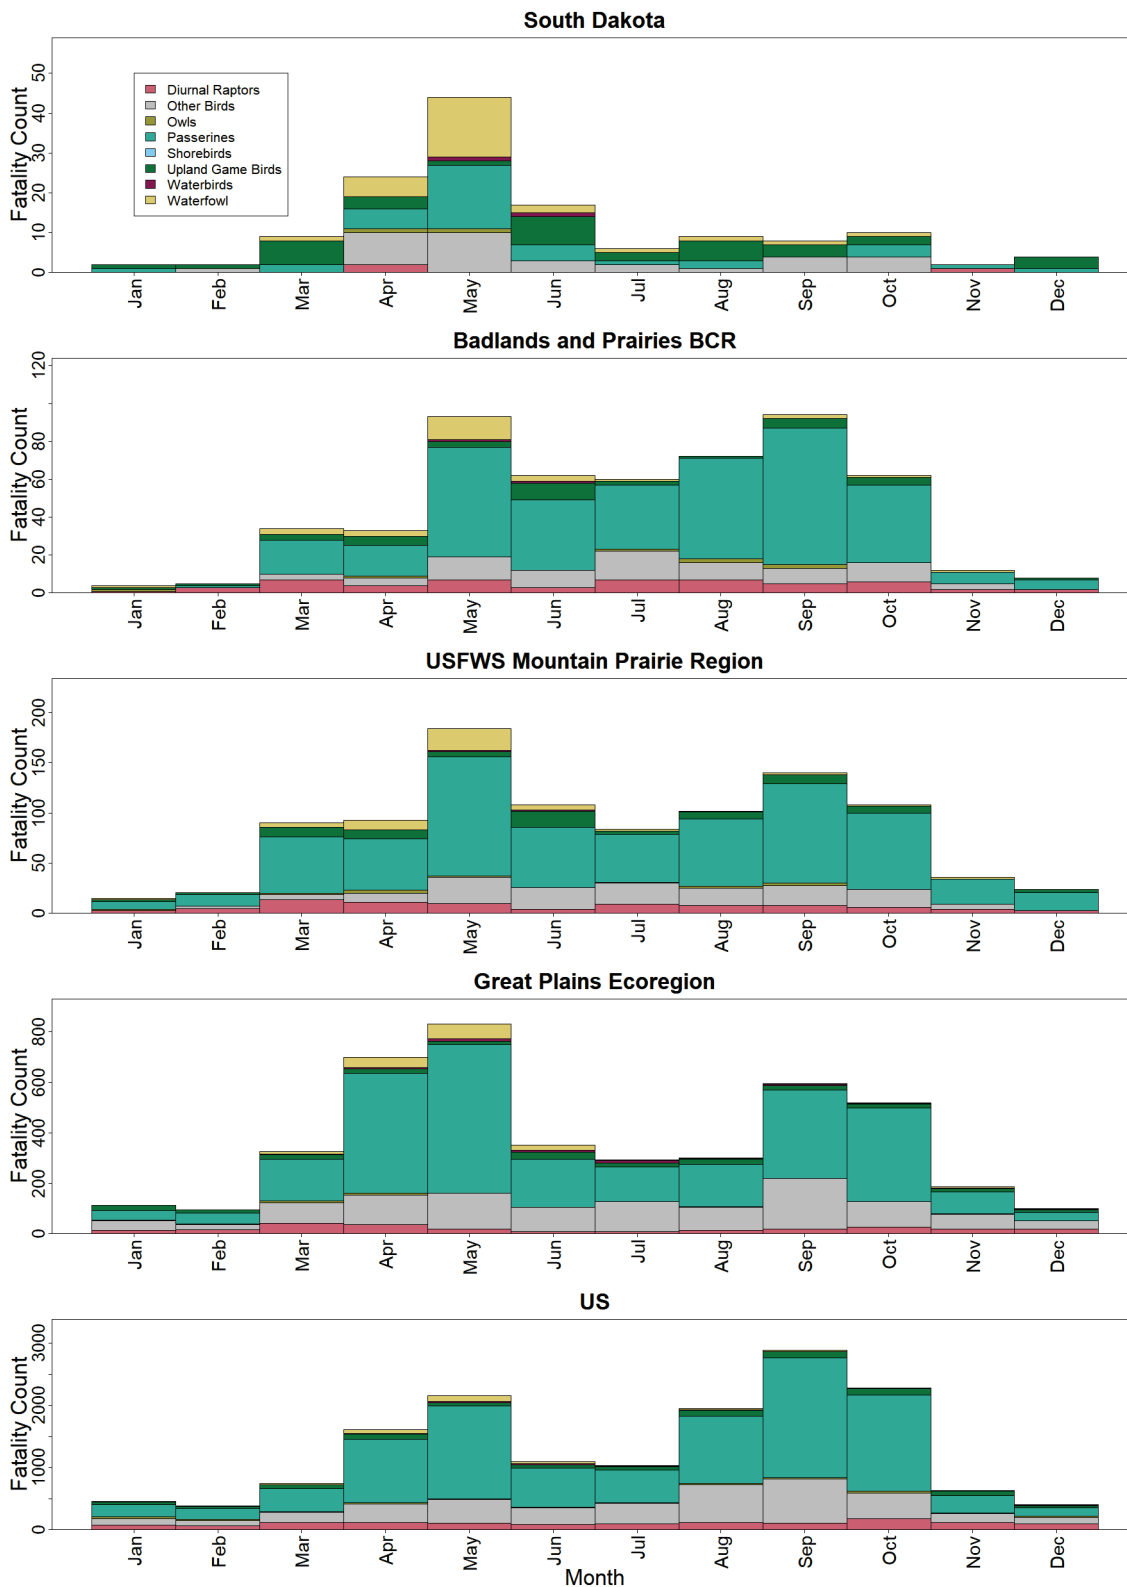 South Dakota
Fatality Count
50
40
30
20
10
0
Diurnal Raptors
Other Birds
Owls
Passerines
Shorebirds
Upland Game Birds
Waterbirds
Waterfowl
Jan Feb Mar Apr May Jun Jul Aug Sep Oct Nov Dec
Badlands and Prairies BCR
Fatality Count
120
80
60
40
20
0
Jan Feb Mar Apr May Jun Jul Aug Sep Oct Nov Dec
USFWS Mountain Prairie Region
Fatality Count
200
150
100
50
0
Jan Feb Mar Apr May Jun Jul Aug Sep Oct Nov Dec
Great Plains Ecoregion
Fatality Count
800
600
400
200
0
Jan Feb Mar Apr May Jun Jul Aug Sep Oct Nov Dec
US
Fatality Count
3000
2000
1000
0
Jan Feb Mar Apr May Jun Jul Aug Sep Oct Nov Dec
Month